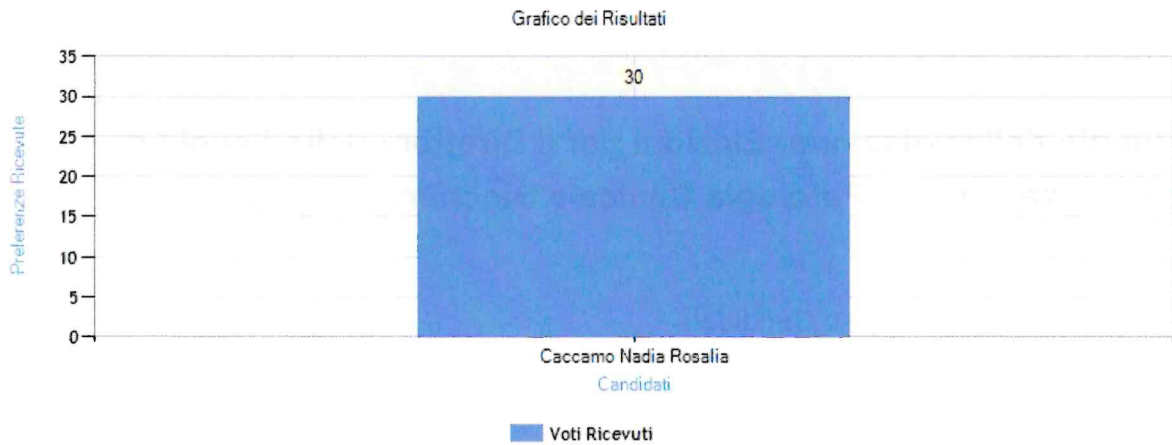 Grafico dei Risultati
35
30
30
25
20
15
10
5
0
Preferenze Ricevute
Caccamo Nadia Rosalia
Candidati
Voti Ricevuti